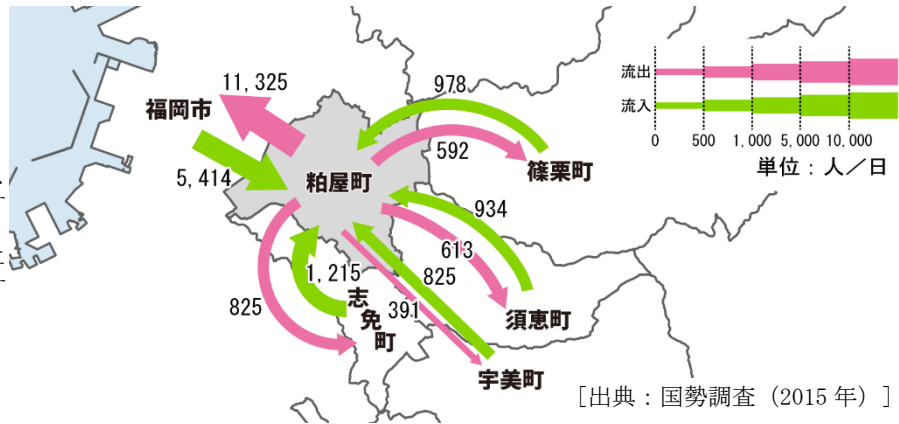 11,325
福岡市
5,414
粕屋町
978
592
篠栗町
934
613
須恵町
825
391
宇美町
1,215
825
志免町
流出
流入
0 500 1,000 5,000 10,000
単位：人／日
［出典：国勢調査（2015年）］